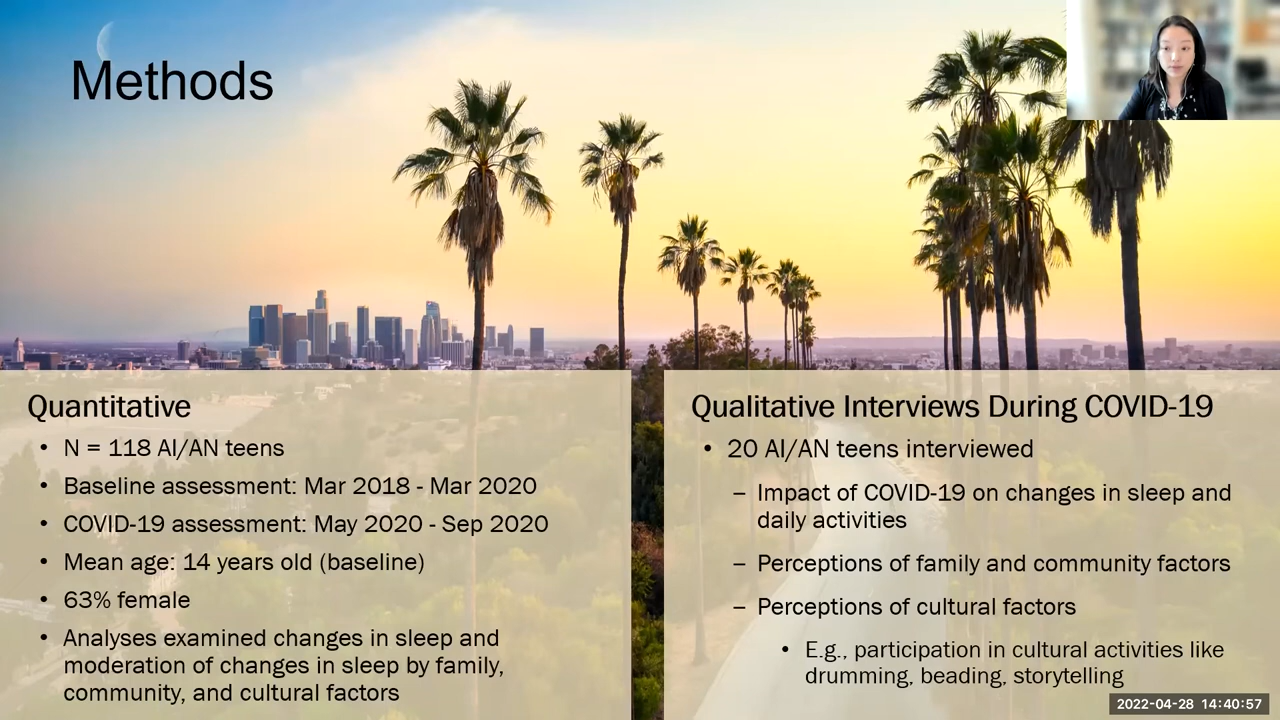 Methods
Quantitative
• N = 118 AI/AN teens
• Baseline assessment: Mar 2018 - Mar 2020
• COVID-19 assessment: May 2020 - Sep 2020
• Mean age: 14 years old (baseline)
• 63% female
• Analyses examined changes in sleep and
moderation of changes in sleep by family,
community, and cultural factors
Qualitative Interviews During COVID-19
• 20 AI/AN teens interviewed
– Impact of COVID-19 on changes in sleep and
daily activities
– Perceptions of family and community factors
– Perceptions of cultural factors
• E.g., participation in cultural activities like
drumming, beading, storytelling
2022-04-28 14:40:57